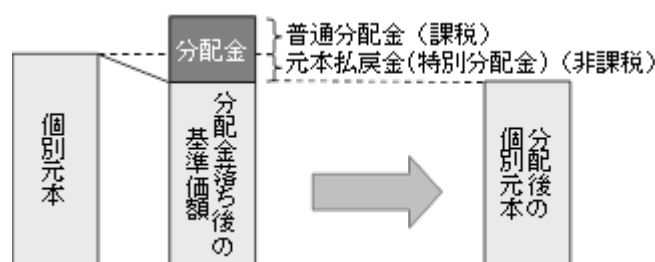 分配金
普通分配金（課税）
元本払戻金(特別分配金)（非課税）
個別元本
分配金落ち後の
基準価額
分配後の
個別元本